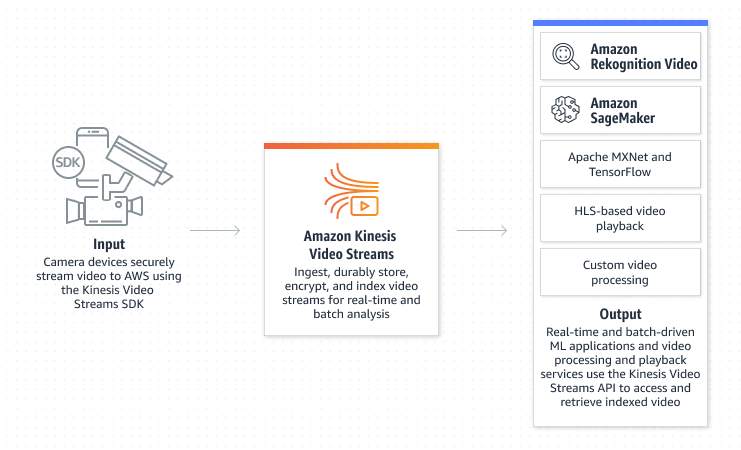 SDK
Input
Camera devices securely
stream video to AWS using
the Kinesis Video
Streams SDK
Amazon Kinesis
Video Streams
Ingest, durably store,
encrypt, and index video
streams for real-time and
batch analysis
Amazon
Rekognition Video
Amazon
SageMaker
Apache MXNet and
TensorFlow
HLS-based video
playback
Custom video
processing
Output
Real-time and batch-driven
ML applications and video
processing and playback
services use the Kinesis Video
Streams API to access and
retrieve indexed video